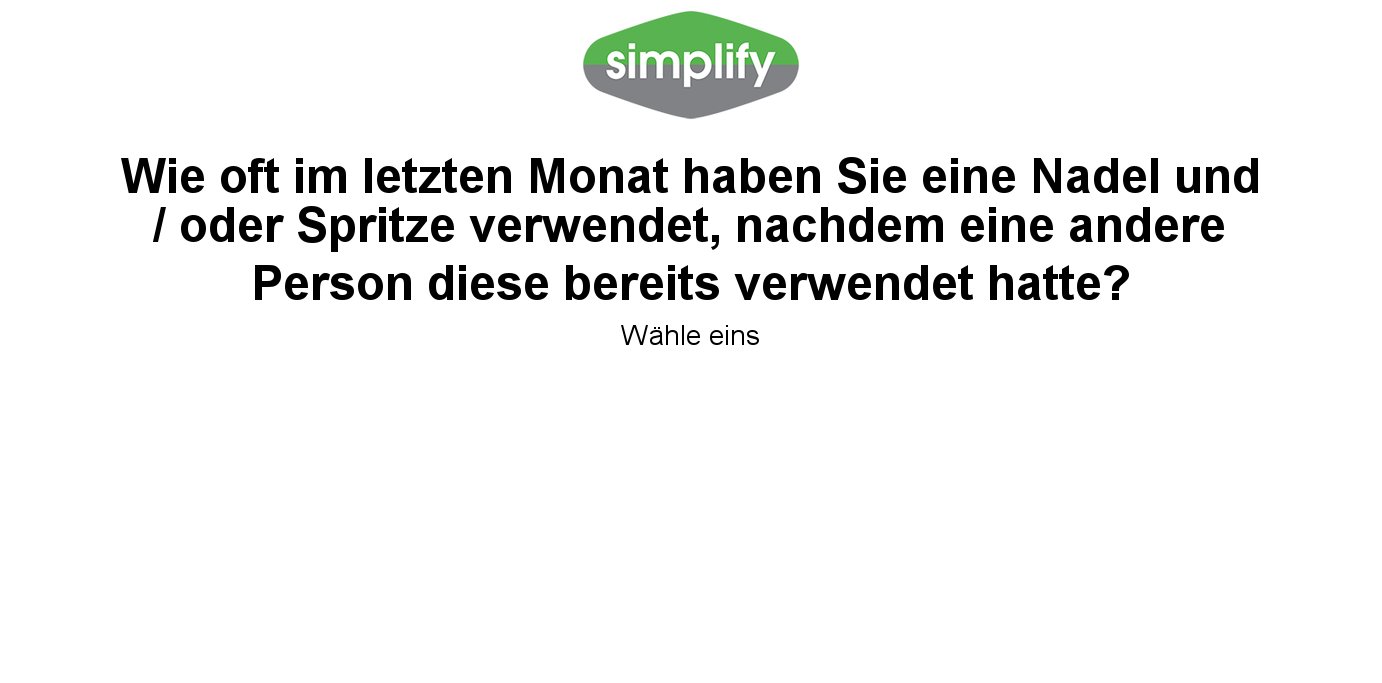 simplify
Wie oft im letzten Monat haben Sie eine Nadel und
/ oder Spritze verwendet, nachdem eine andere
Person diese bereits verwendet hatte?
Wähle eins